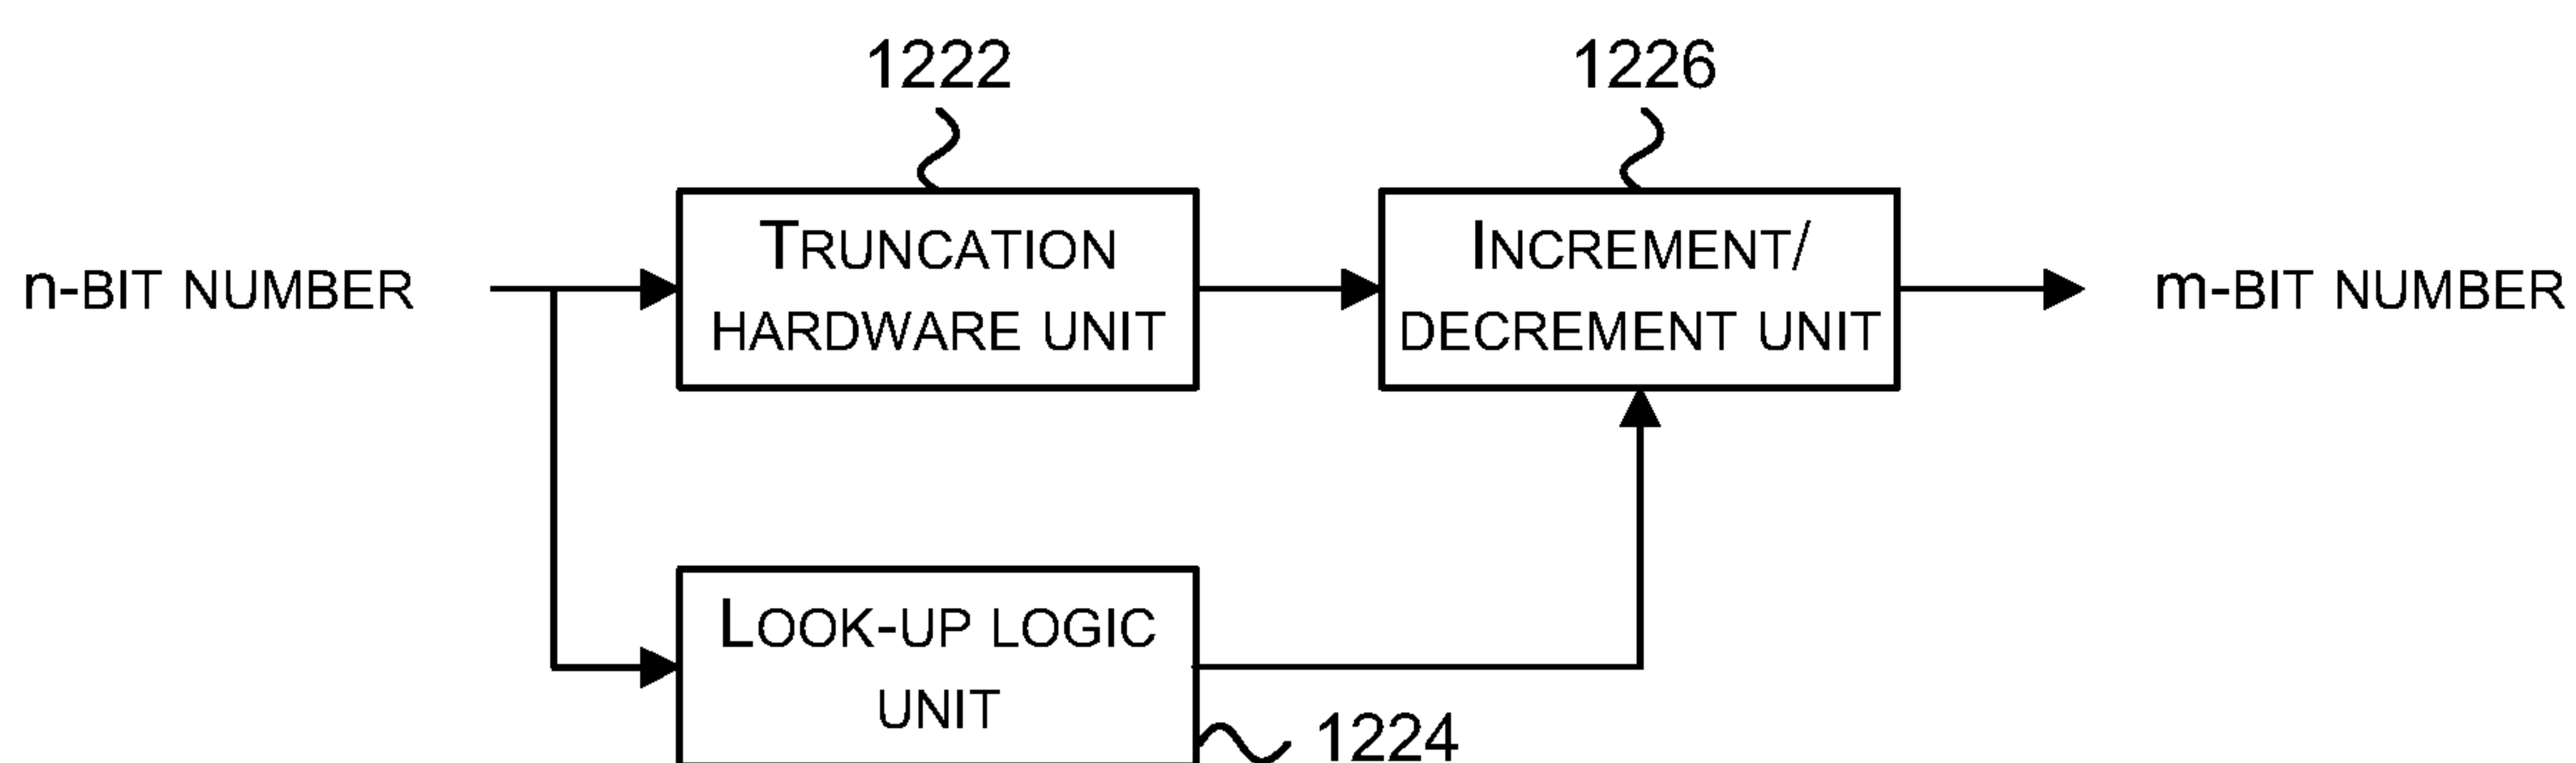 1222
1226
n-BIT NUMBER
TRUNCATION
HARDWARE UNIT
INCREMENT/
DECREMENT UNIT
m-BIT NUMBER
LOOK-UP LOGIC
UNIT
1224